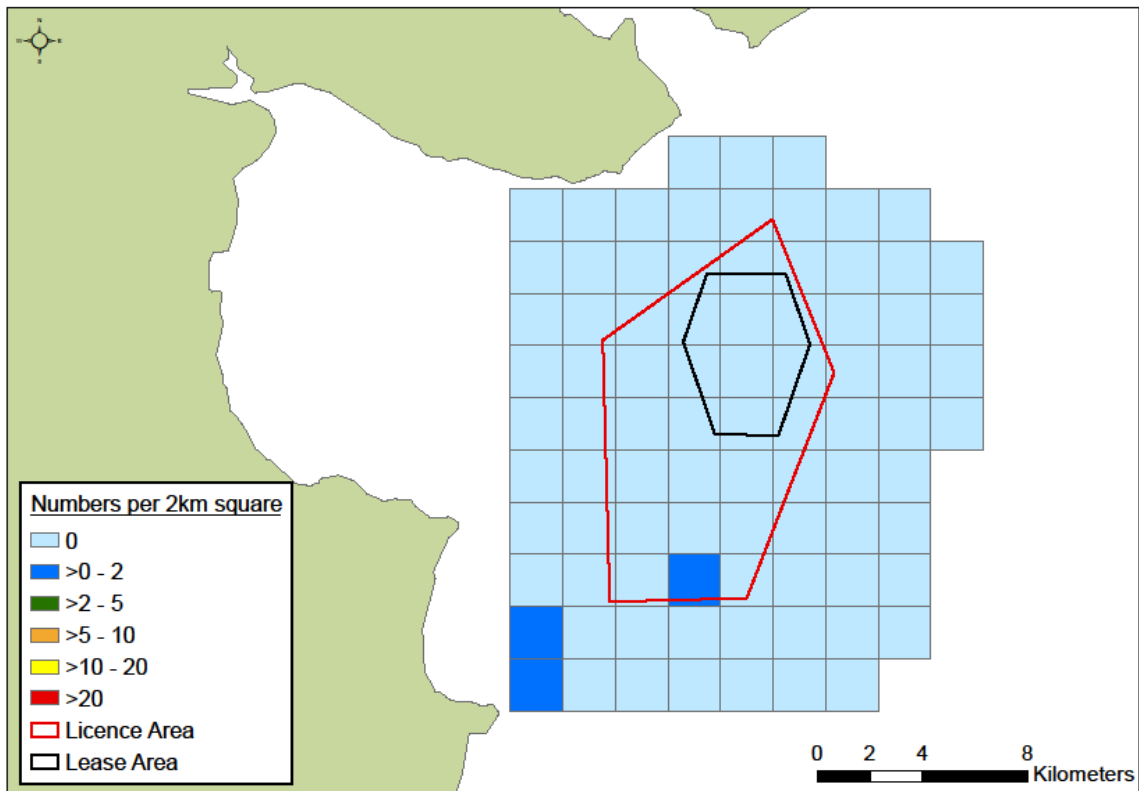 N
W
E
S
Numbers per 2km square
0
>0 - 2
>2 - 5
>5 - 10
>10 - 20
>20
Licence Area
Lease Area
0 2 4 8
Kilometers